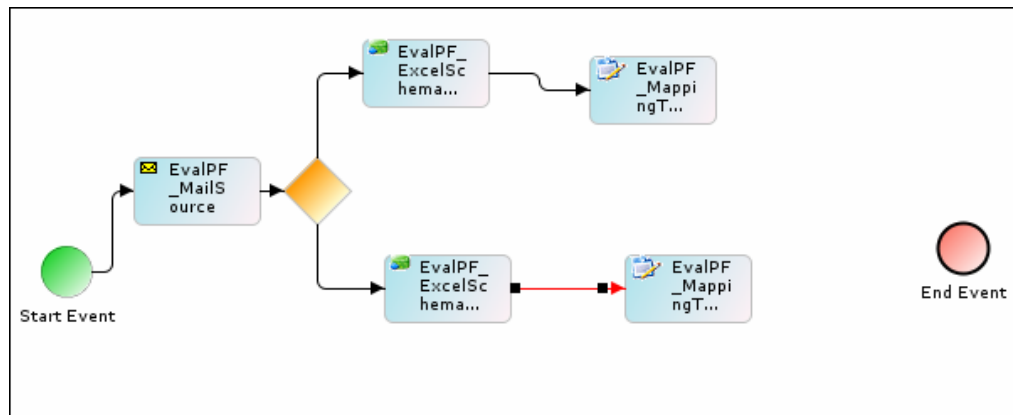 EvalPF_
ExcelSc
hema...
EvalPF
_Mappi
ngT...
EvalPF
_MailS
ource
Start Event
EvalPF_
ExcelSc
hema...
EvalPF
_Mappi
ngT...
End Event